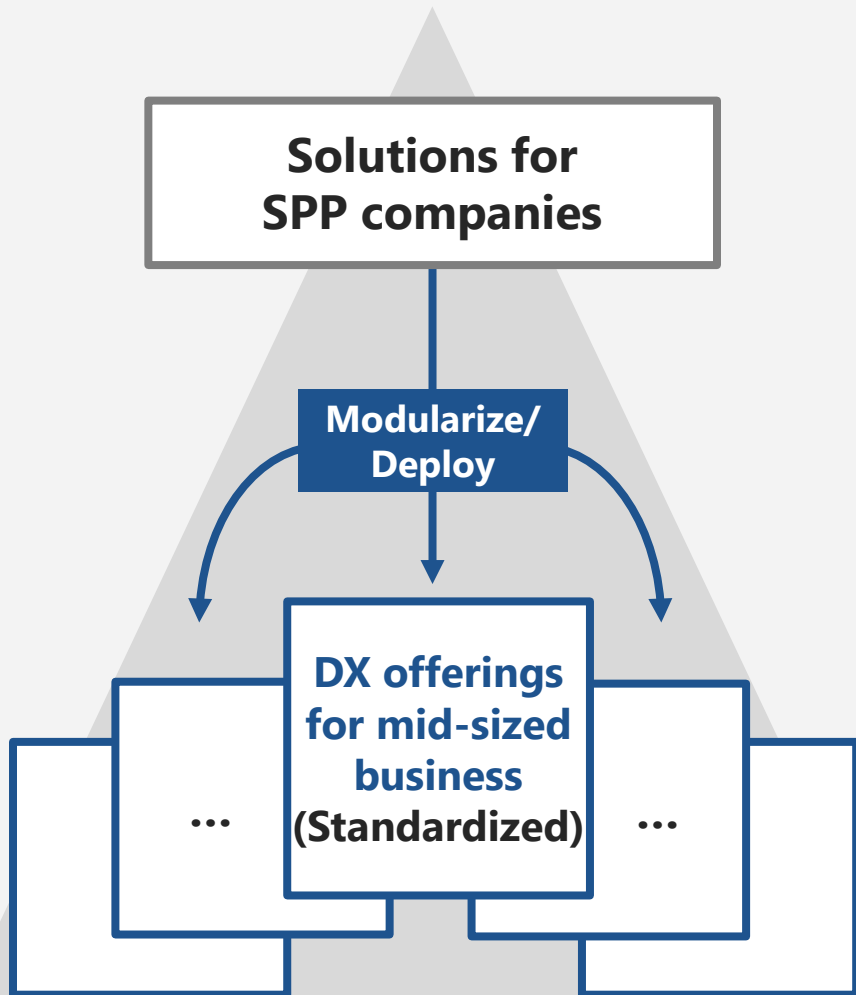 Solutions for
SPP companies
Modularize/
Deploy
DX offerings
for mid-sized
business
(Standardized)
...
...